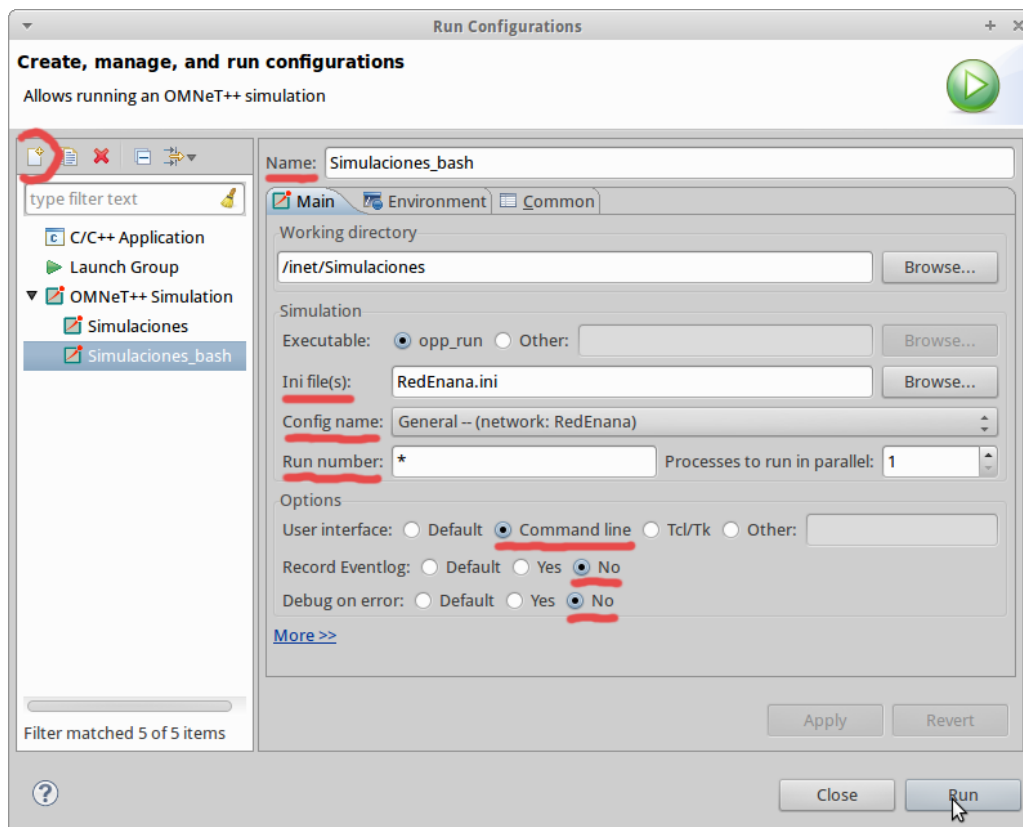 Run Configurations
Create, manage, and run configurations
Allows running an OMNeT++ simulation
type filter text
C/C++ Application
Launch Group
OMNeT++ Simulation
Simulaciones
Simulaciones_bash
Filter matched 5 of 5 items
Name: Simulaciones_bash
Main Environment Common
Working directory
/inet/Simulaciones Browse...
Simulation
Executable: opp_run Other: Browse...
Ini file(s): RedEnana.ini Browse...
Config name: General -- (network: RedEnana)
Run number: * Processes to run in parallel: 1
Options
User interface: Default Command line Tcl/Tk Other:
Record Eventlog: Default Yes No
Debug on error: Default Yes No
More >>
Apply Revert
? Close Run